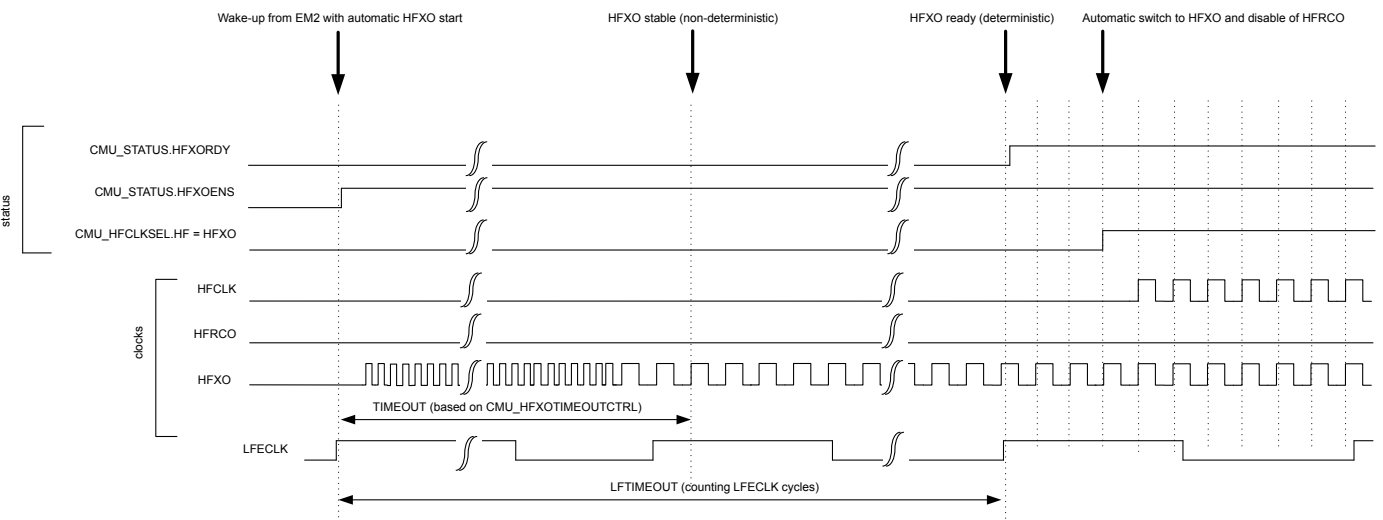 Wake-up from EM2 with automatic HFXO start
HFXO stable (non-deterministic)
HFXO ready (deterministic)
Automatic switch to HFXO and disable of HFRCO
status
CMU_STATUS.HFXORDY
CMU_STATUS.HFXOENS
CMU_HFCLKSEL.HF = HFXO
clocks
HFCLK
HFRCO
HFXO
TIMEOUT (based on CMU_HFXOTIMEOUTCTRL)
LFECLK
LFTIMEOUT (counting LFECLK cycles)